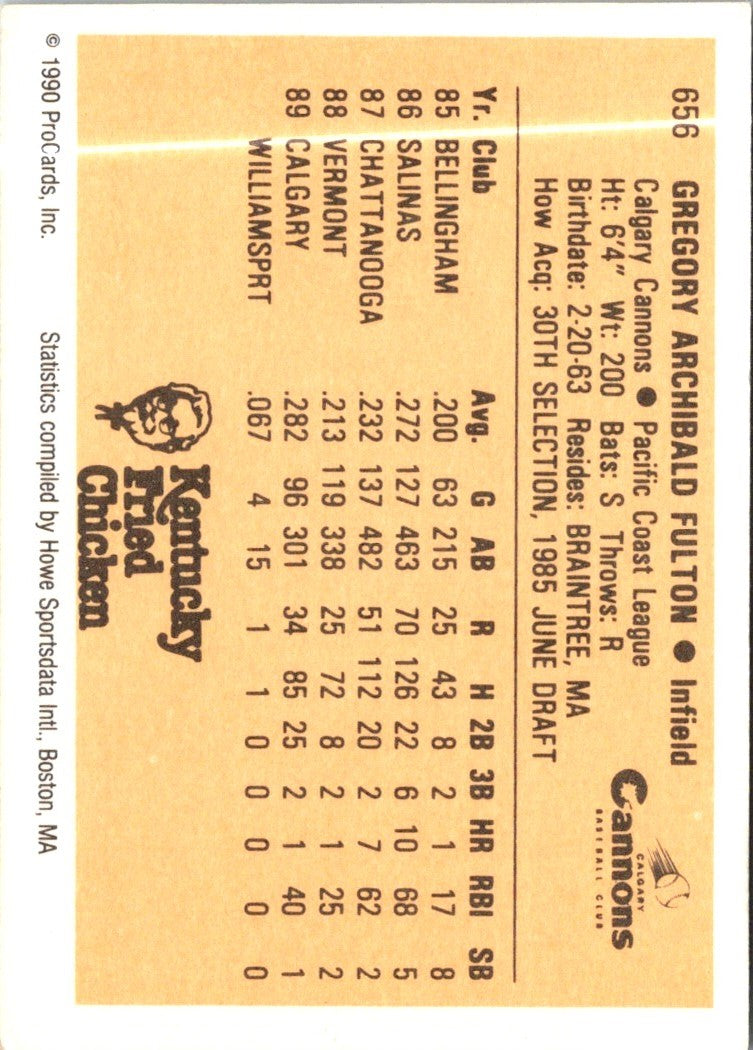 656 GREGORY ARCHIBALD FULTON ● Infield
Calgary Cannons ● Pacific Coast League
Ht: 6'4" Wt: 200 Bats: S Throws: R
Birthdate: 2-20-63 Resides: BRAINTREE, MA
How Acq: 30TH SELECTION, 1985 JUNE DRAFT
CALGARY
Cannons
BASEBALL CLUB
Yr. Club Avg. G AB R H 2B 3B HR RBI SB
85 BELLINGHAM .200 63 215 25 43 8 2 1 17 8
86 SALINAS .272 127 463 70 126 22 6 10 68 5
87 CHATTANOOGA .232 137 482 51 112 20 2 7 62 2
88 VERMONT .213 119 338 25 72 8 2 1 25 2
89 CALGARY .282 96 301 34 85 25 2 1 40 1
WILLIAMSPRT .067 4 15 1 1 0 0 0 0 0
Kentucky
Fried
Chicken
© 1990 ProCards, Inc. Statistics compiled by Howe Sportsdata Intl., Boston, MA